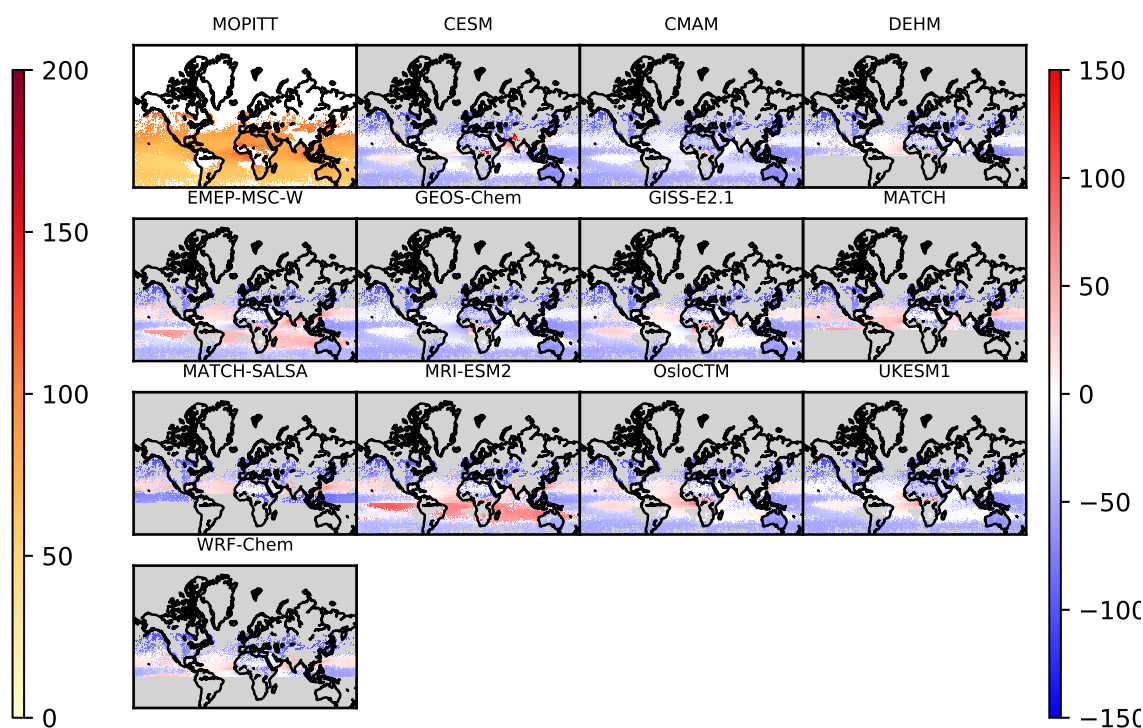 MOPITT CESM CMAM DEHM
200 150
EMEP-MSC-W GEOS-Chem GISS-E2.1 MATCH
150 100
50
MATCH-SALSA MRI-ESM2 OsloCTM UKESM1
100 0
−50
WRF-Chem
50 −100
0 −150